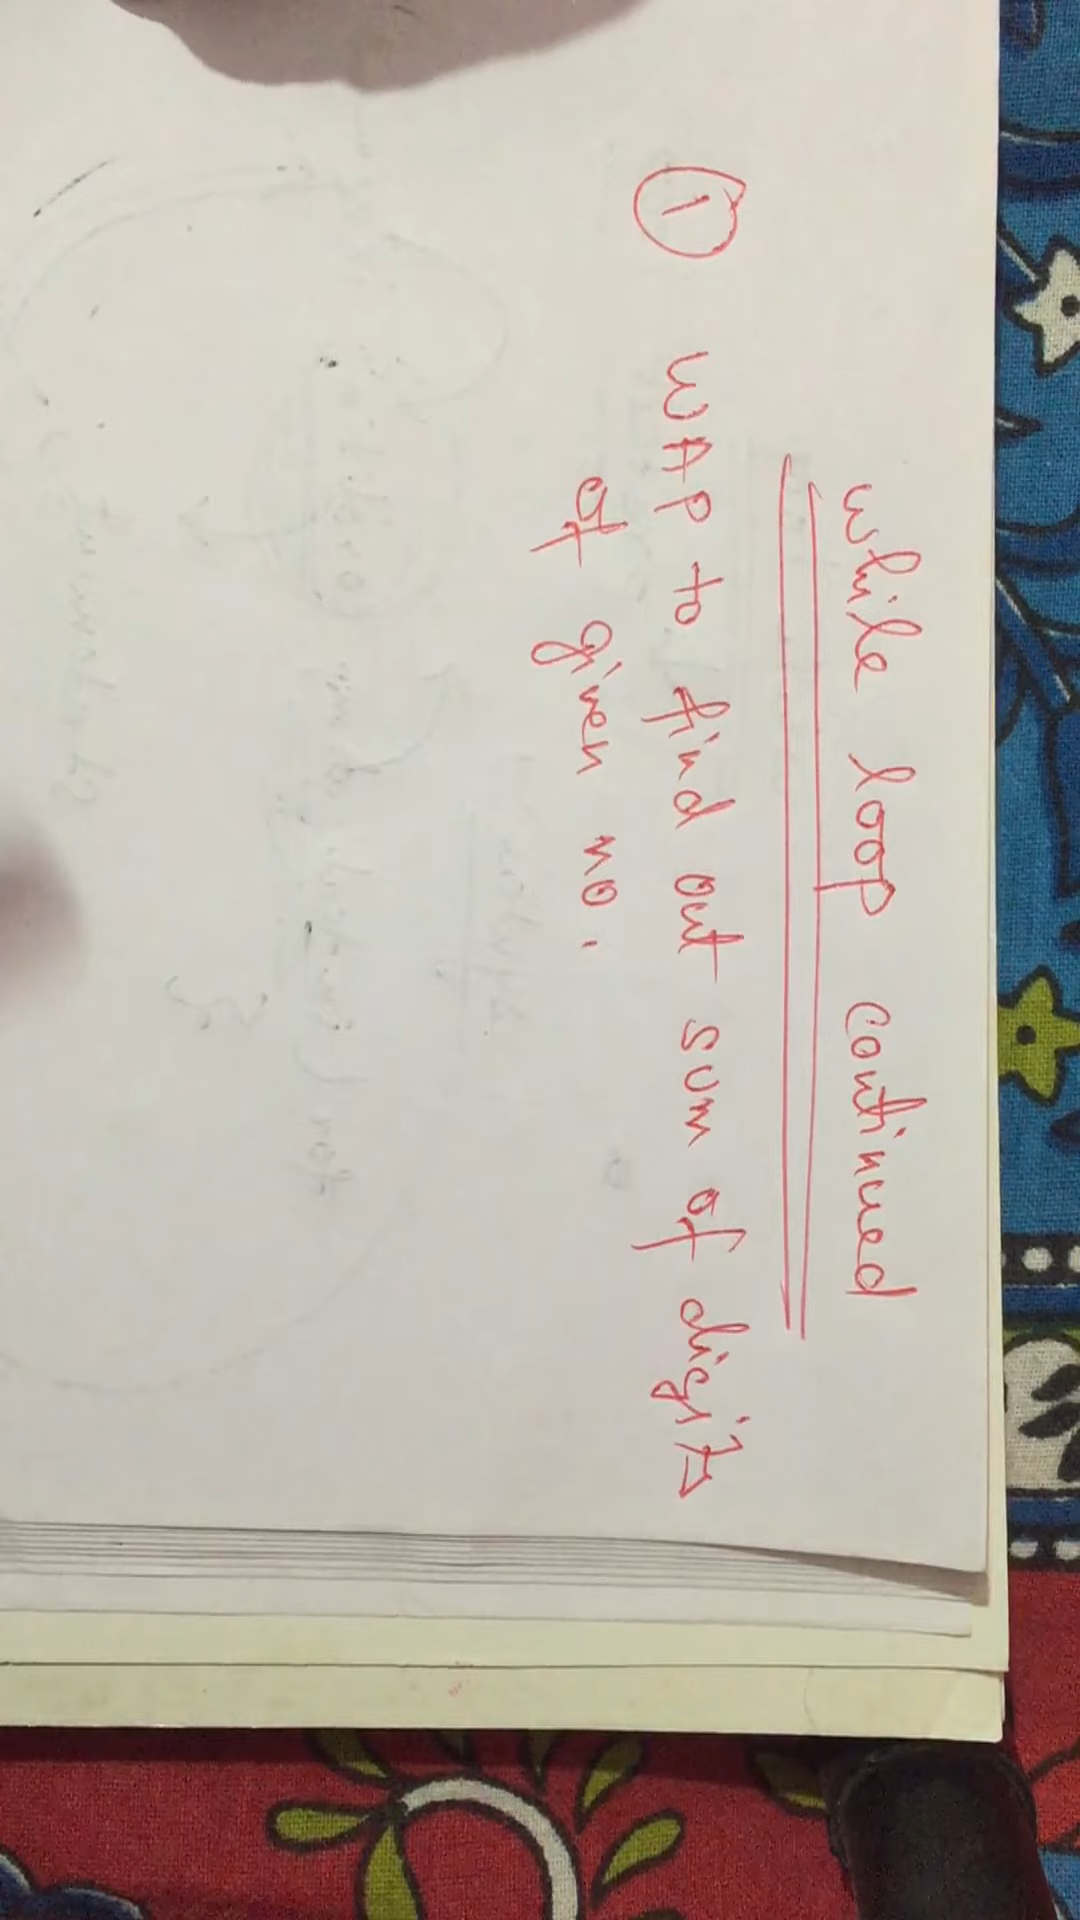 while loop continued
① WAP to find out sum of digits
of given no.